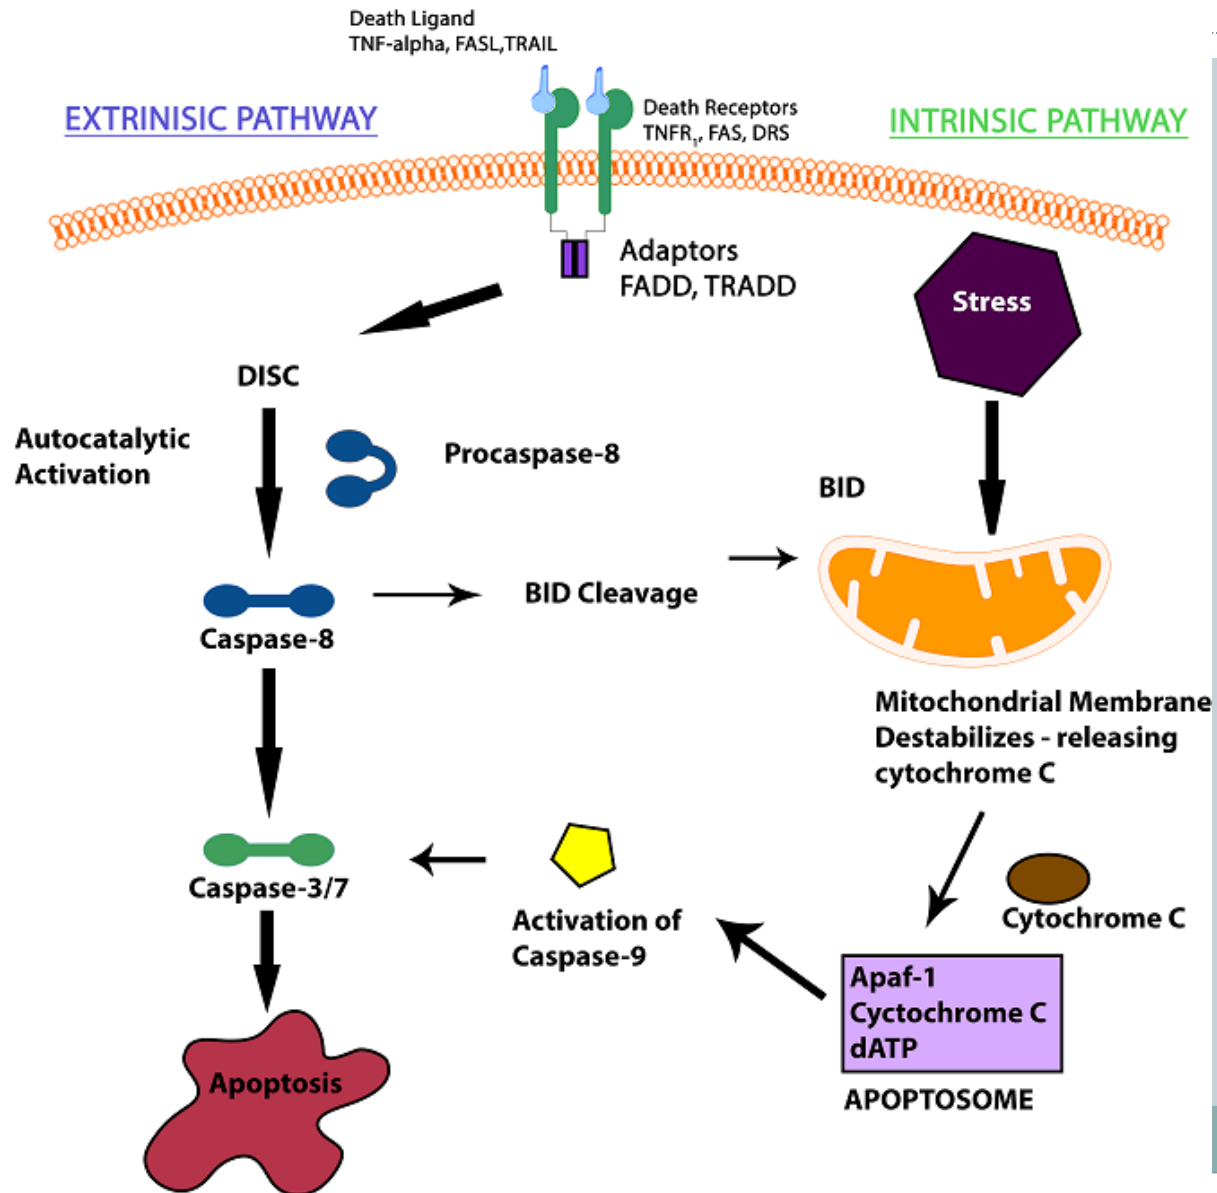 Death Ligand
TNF-alpha, FASL,TRAIL
EXTRINISIC PATHWAY
Death Receptors
TNFR1, FAS, DRS
INTRINSIC PATHWAY
Adaptors
FADD, TRADD
Stress
DISC
Autocatalytic
Activation
Procaspase-8
BID
BID Cleavage
Caspase-8
Mitochondrial Membrane
Destabilizes - releasing
cytochrome C
Caspase-3/7
Activation of
Caspase-9
Cytochrome C
Apaf-1
Cyctochrome C
dATP
APOPTOSOME
Apoptosis